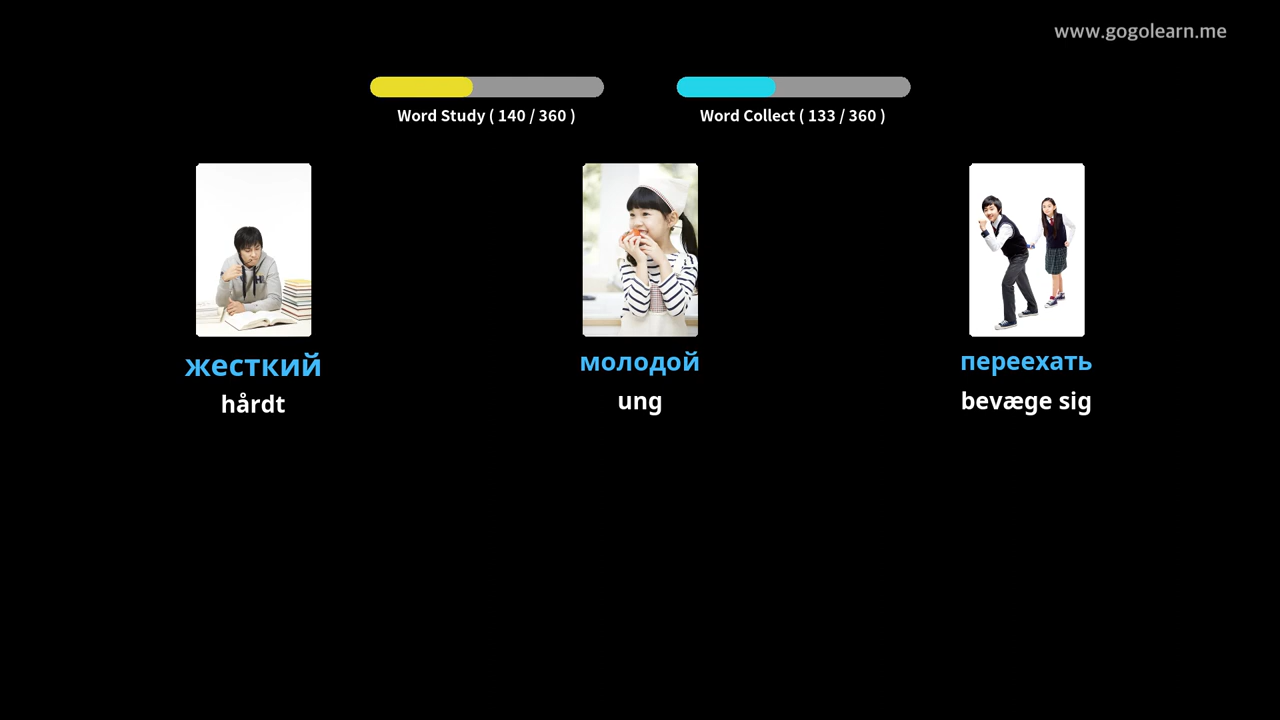 www.gogolearn.me
Word Study ( 140 / 360 )
Word Collect ( 133 / 360 )
жесткий
hårdt
молодой
ung
переехать
bevæge sig